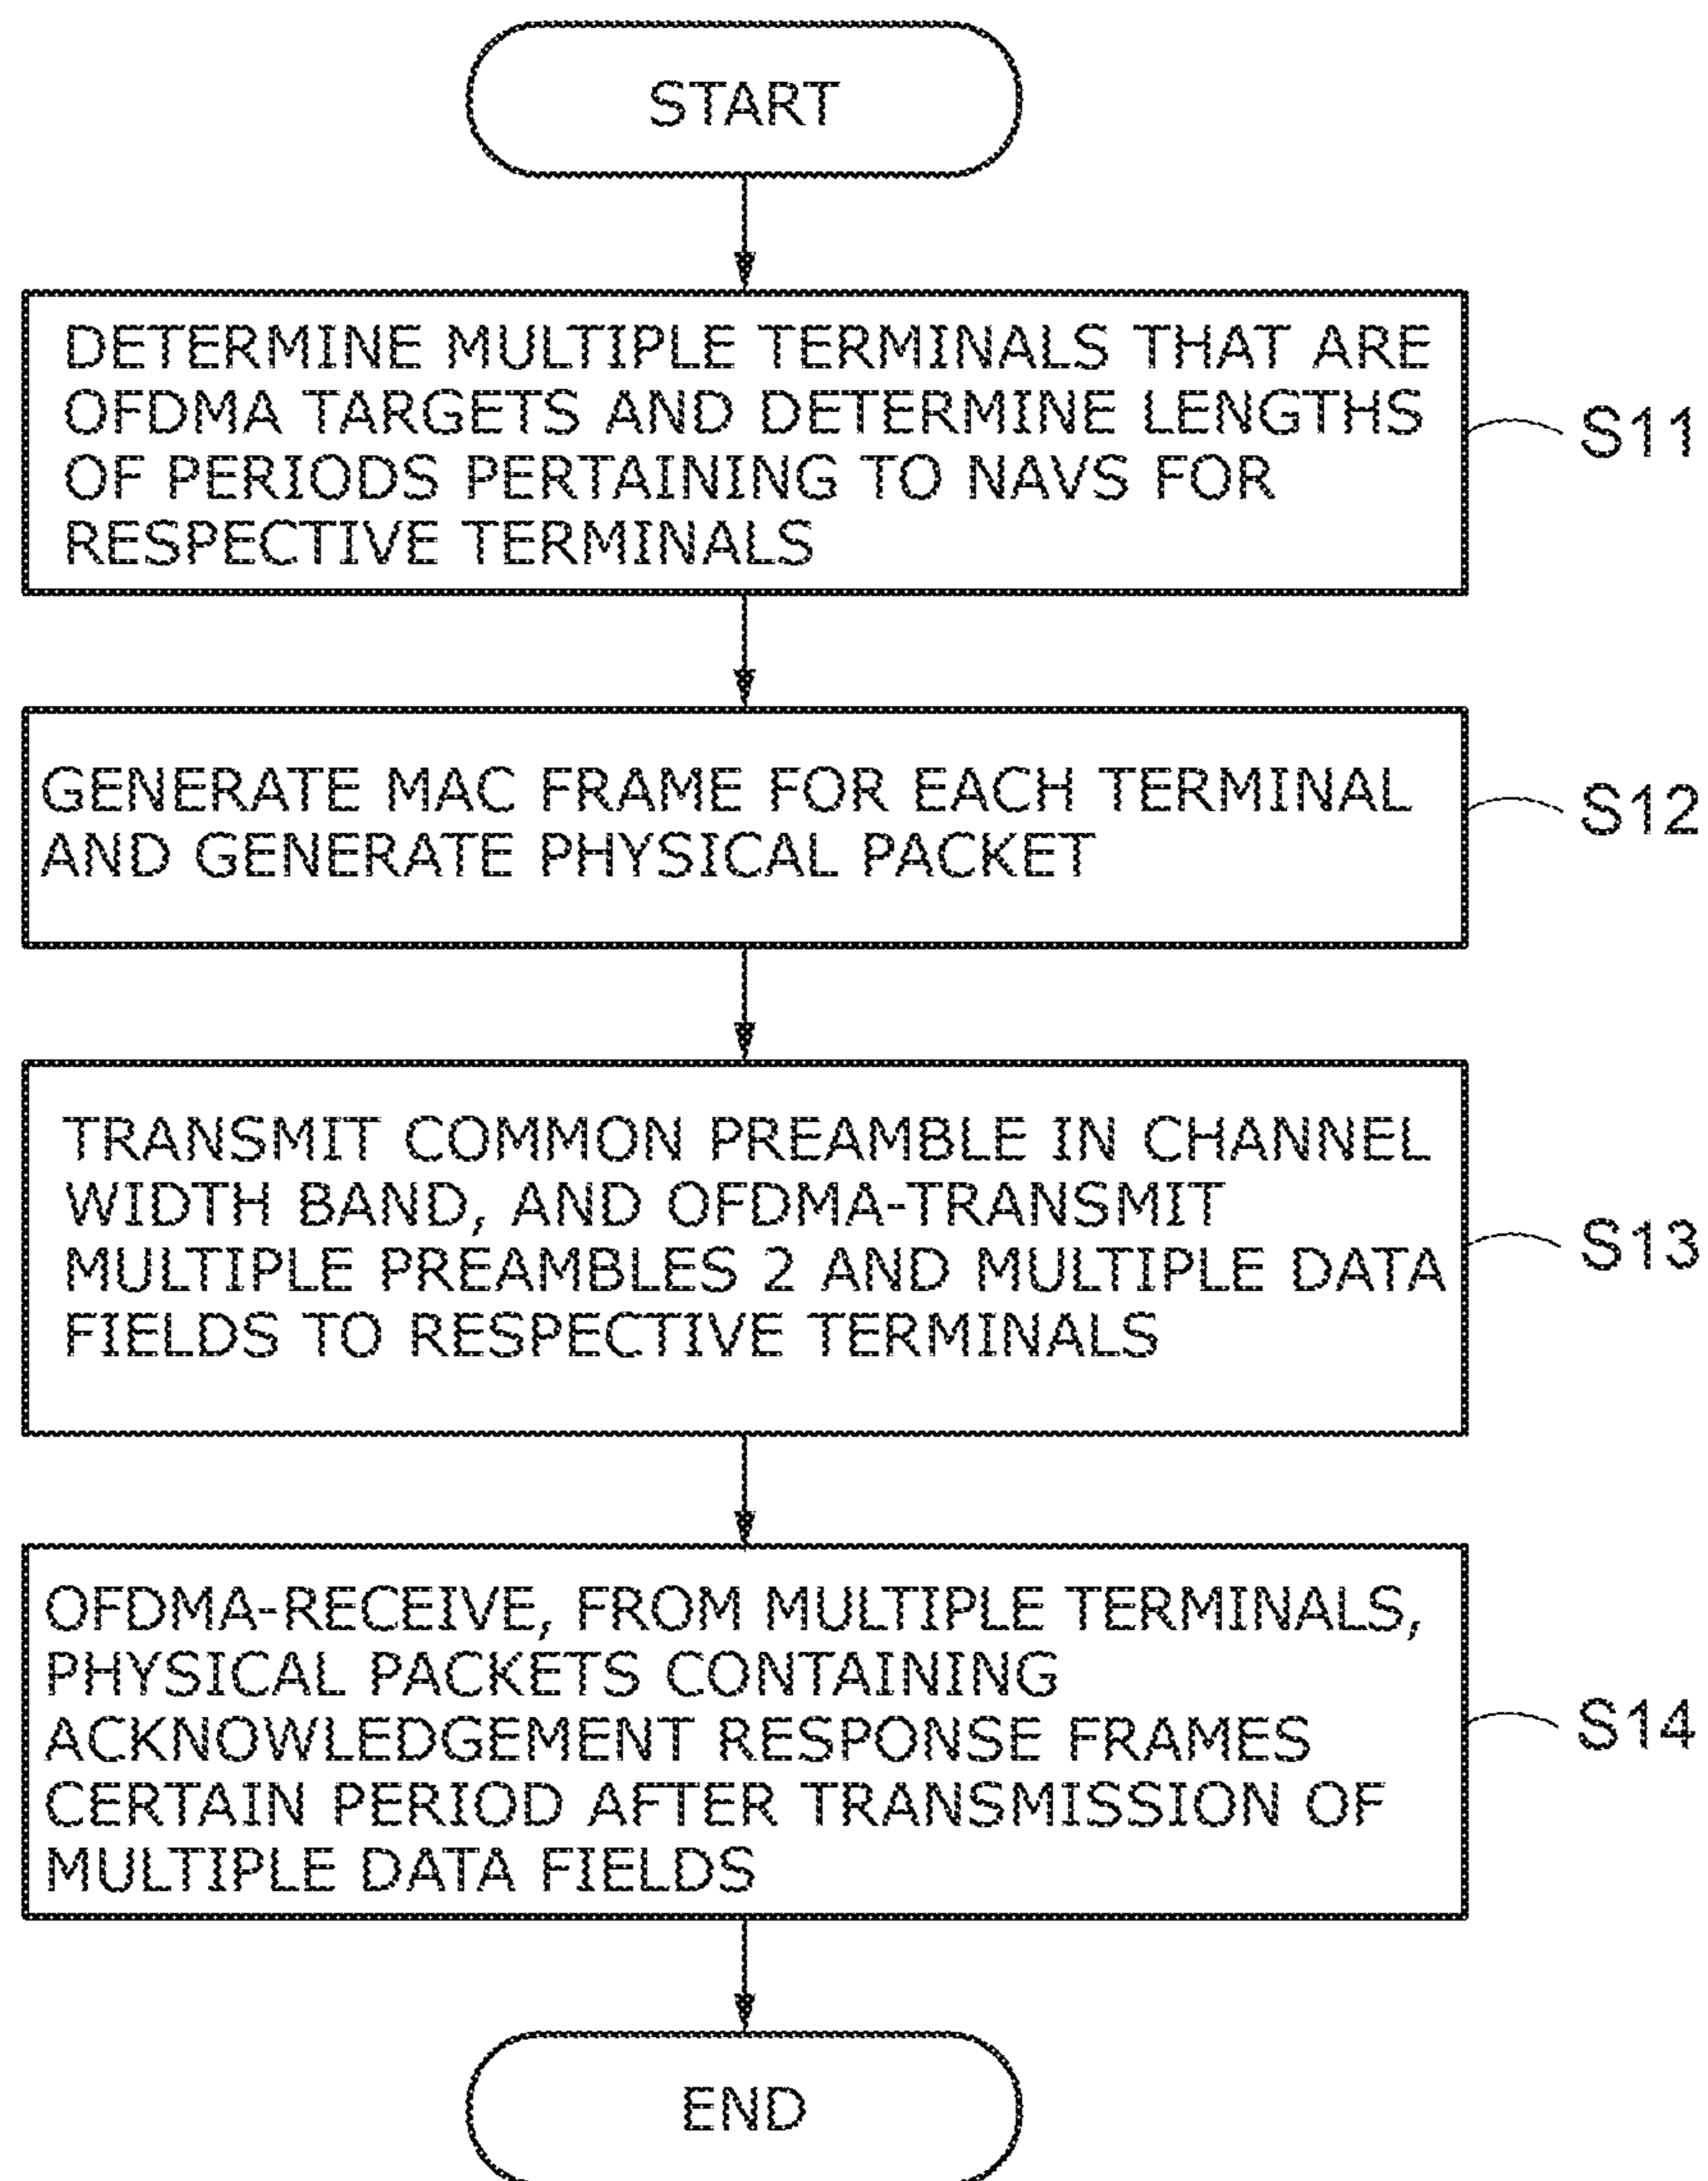 START
DETERMINE MULTIPLE TERMINALS THAT ARE
OFDMA TARGETS AND DETERMINE LENGTHS
OF PERIODS PERTAINING TO NAVS FOR
RESPECTIVE TERMINALS
S11
GENERATE MAC FRAME FOR EACH TERMINAL
AND GENERATE PHYSICAL PACKET
S12
TRANSMIT COMMON PREAMBLE IN CHANNEL
WIDTH BAND, AND OFDMA-TRANSMIT
MULTIPLE PREAMBLES 2 AND MULTIPLE DATA
FIELDS TO RESPECTIVE TERMINALS
S13
OFDMA-RECEIVE, FROM MULTIPLE TERMINALS,
PHYSICAL PACKETS CONTAINING
ACKNOWLEDGEMENT RESPONSE FRAMES
CERTAIN PERIOD AFTER TRANSMISSION OF
MULTIPLE DATA FIELDS
S14
END